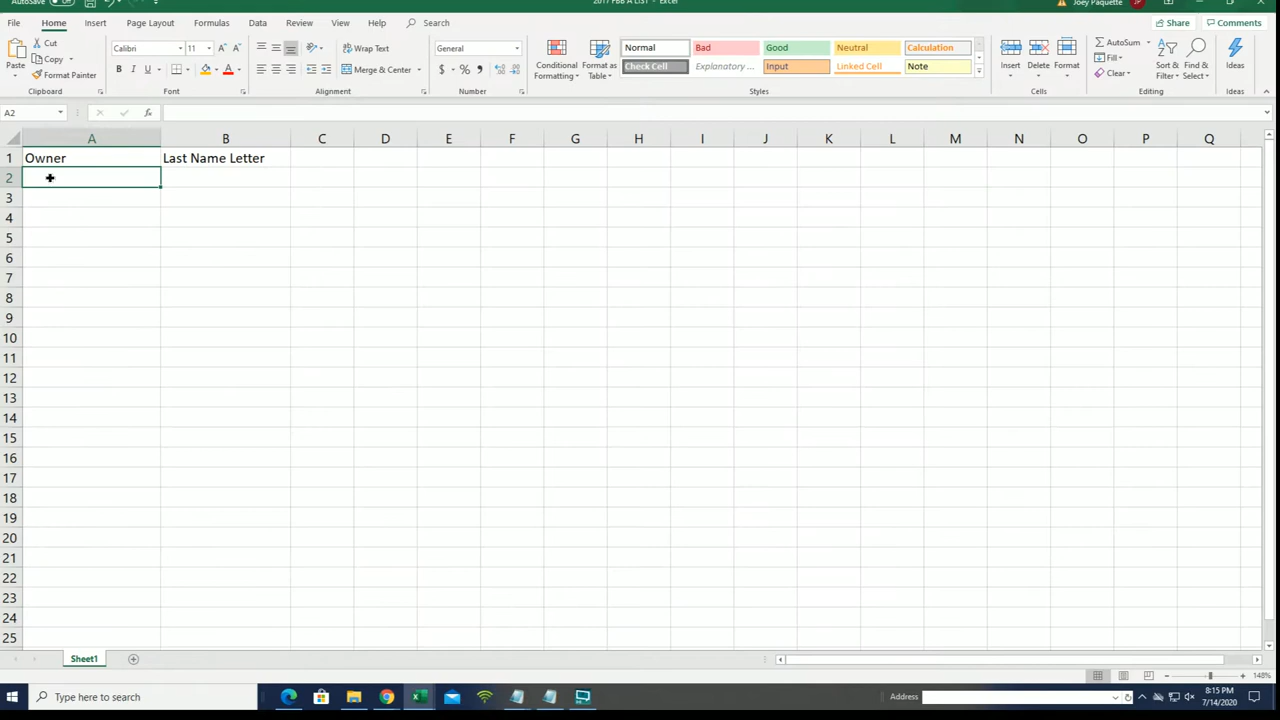 AutoSave Off 2017 FBB A LIST - Excel Joey Paquette JP
File Home Insert Page Layout Formulas Data Review View Help Search Share Comments
Paste Cut Copy Format Painter
Clipboard
Calibri 11 A A B I U A
Font
Wrap Text
Merge & Center
Alignment
General
$ % ,
Number
Conditional Formatting
Format as Table
Normal Bad Good Neutral Calculation
Check Cell Explanatory ... Input Linked Cell Note
Styles
Insert Delete Format
Cells
AutoSum
Fill
Clear
Sort & Filter
Find & Select
Editing
Ideas
Ideas
A2 fx
A B C D E F G H I J K L M N O P Q
1 Owner Last Name Letter
2
3
4
5
6
7
8
9
10
11
12
13
14
15
16
17
18
19
20
21
22
23
24
25
Sheet1
148%
Type here to search
Address
8:15 PM
7/14/2020